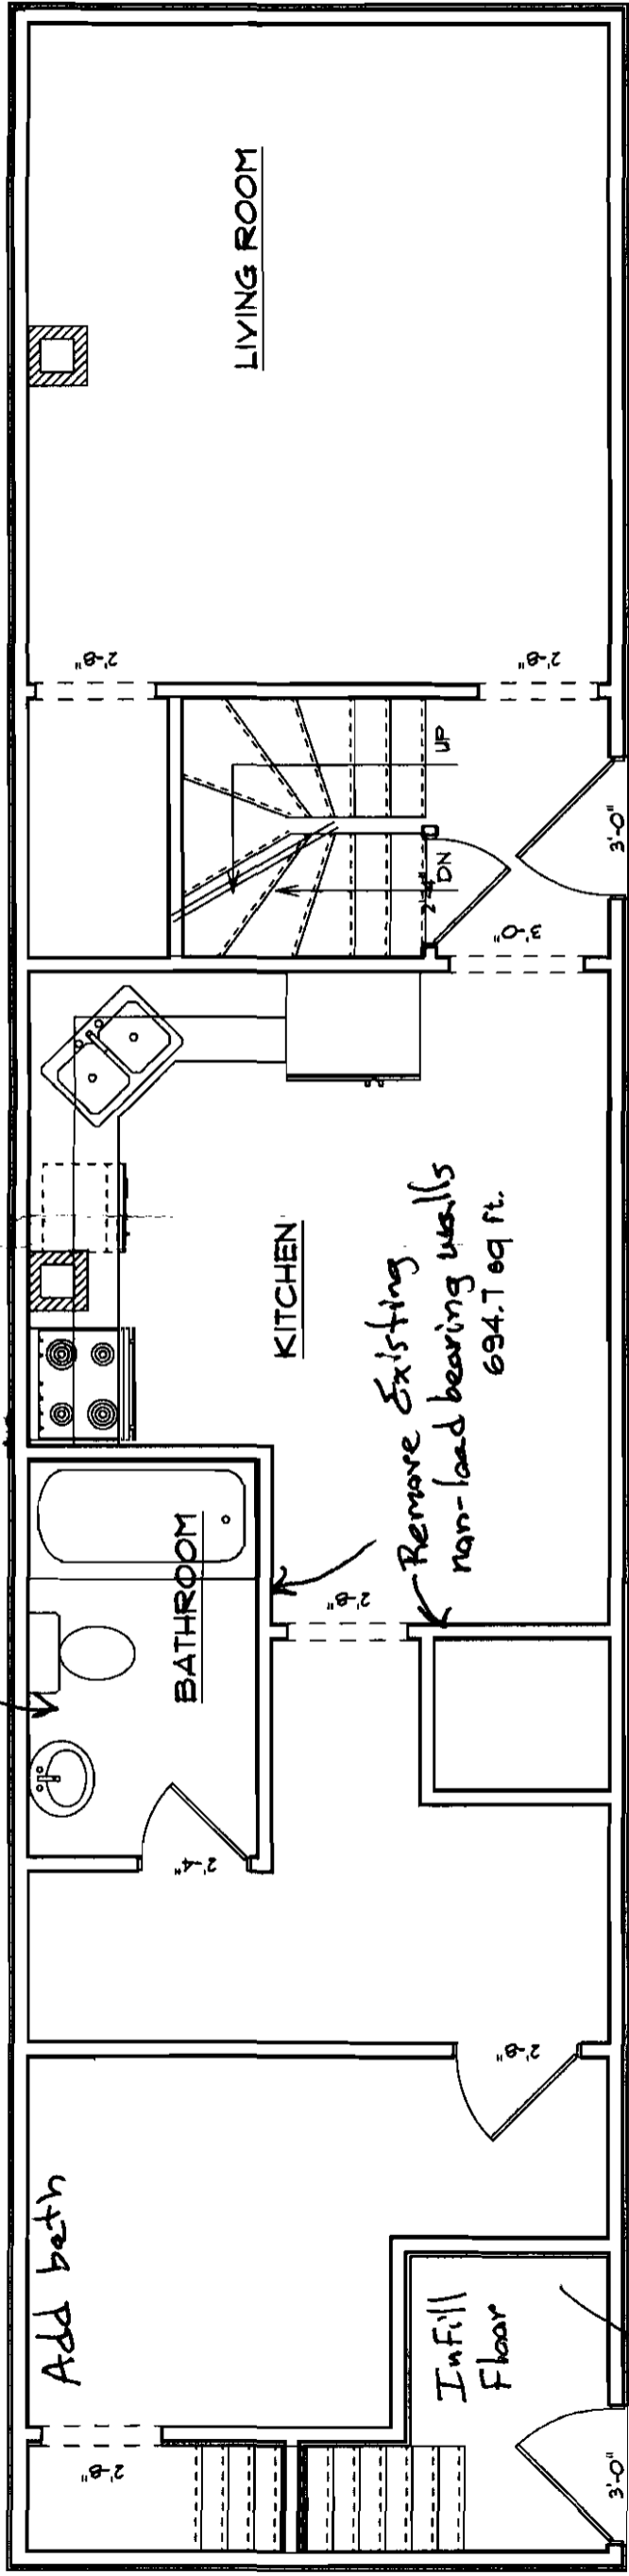 LIVING ROOM
2'-8"
2'-8"
UP
DN
2'-4"
3'-0"
3'-0"
KITCHEN
Remove Existing
non-load bearing walls
694.7 sq ft.
BATHROOM
2'-8"
2'-4"
2'-8"
Add bath
Infill
Floor
2'-8"
3'-0"